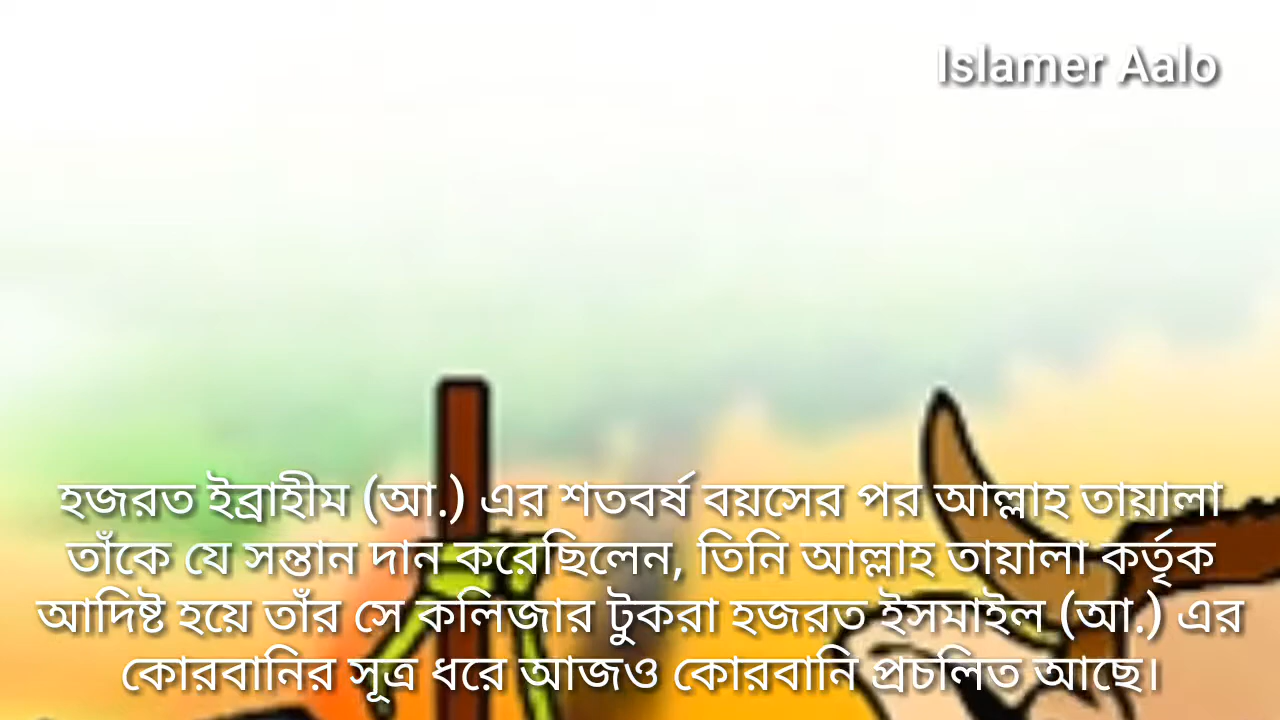 Islamer Aalo
হজরত ইব্রাহীম (আ.) এর শতবর্ষ বয়সের পর আল্লাহ তায়ালা
তাঁকে যে সন্তান দান করেছিলেন, তিনি আল্লাহ তায়ালা কর্তৃক
আদিষ্ট হয়ে তাঁর সে কলিজার টুকরা হজরত ইসমাইল (আ.) এর
কোরবানির সূত্র ধরে আজও কোরবানি প্রচলিত আছে।